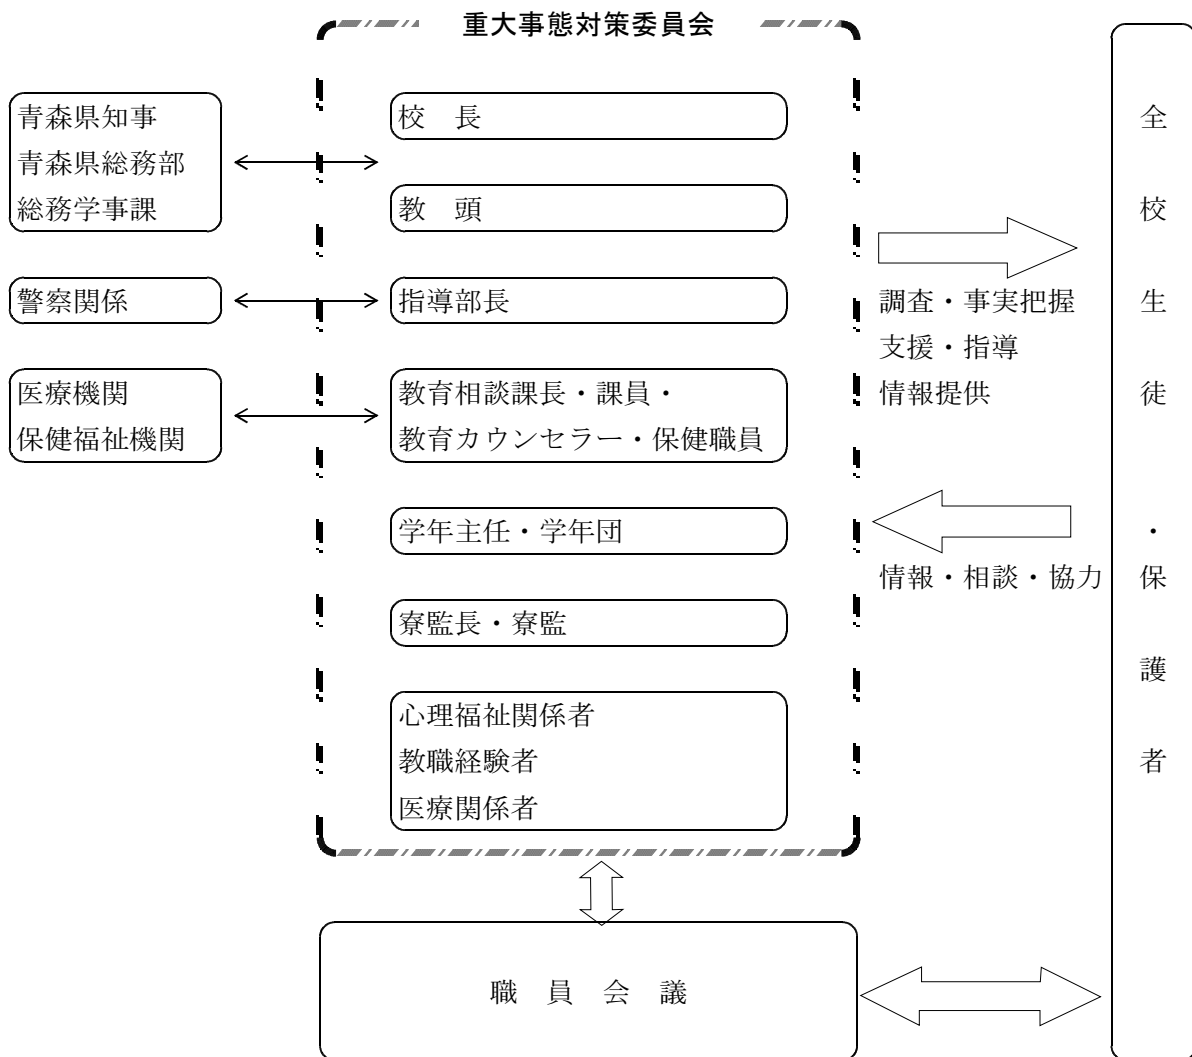 重大事態対策委員会
青森県知事
青森県総務部
総務学事課
警察関係
医療機関
保健福祉機関
校　長
教　頭
指導部長
教育相談課長・課員・
教育カウンセラー・保健職員
学年主任・学年団
寮監長・寮監
心理福祉関係者
教職経験者
医療関係者
調査・事実把握
支援・指導
情報提供
情報・相談・協力
全校生徒・保護者
職　員　会　議